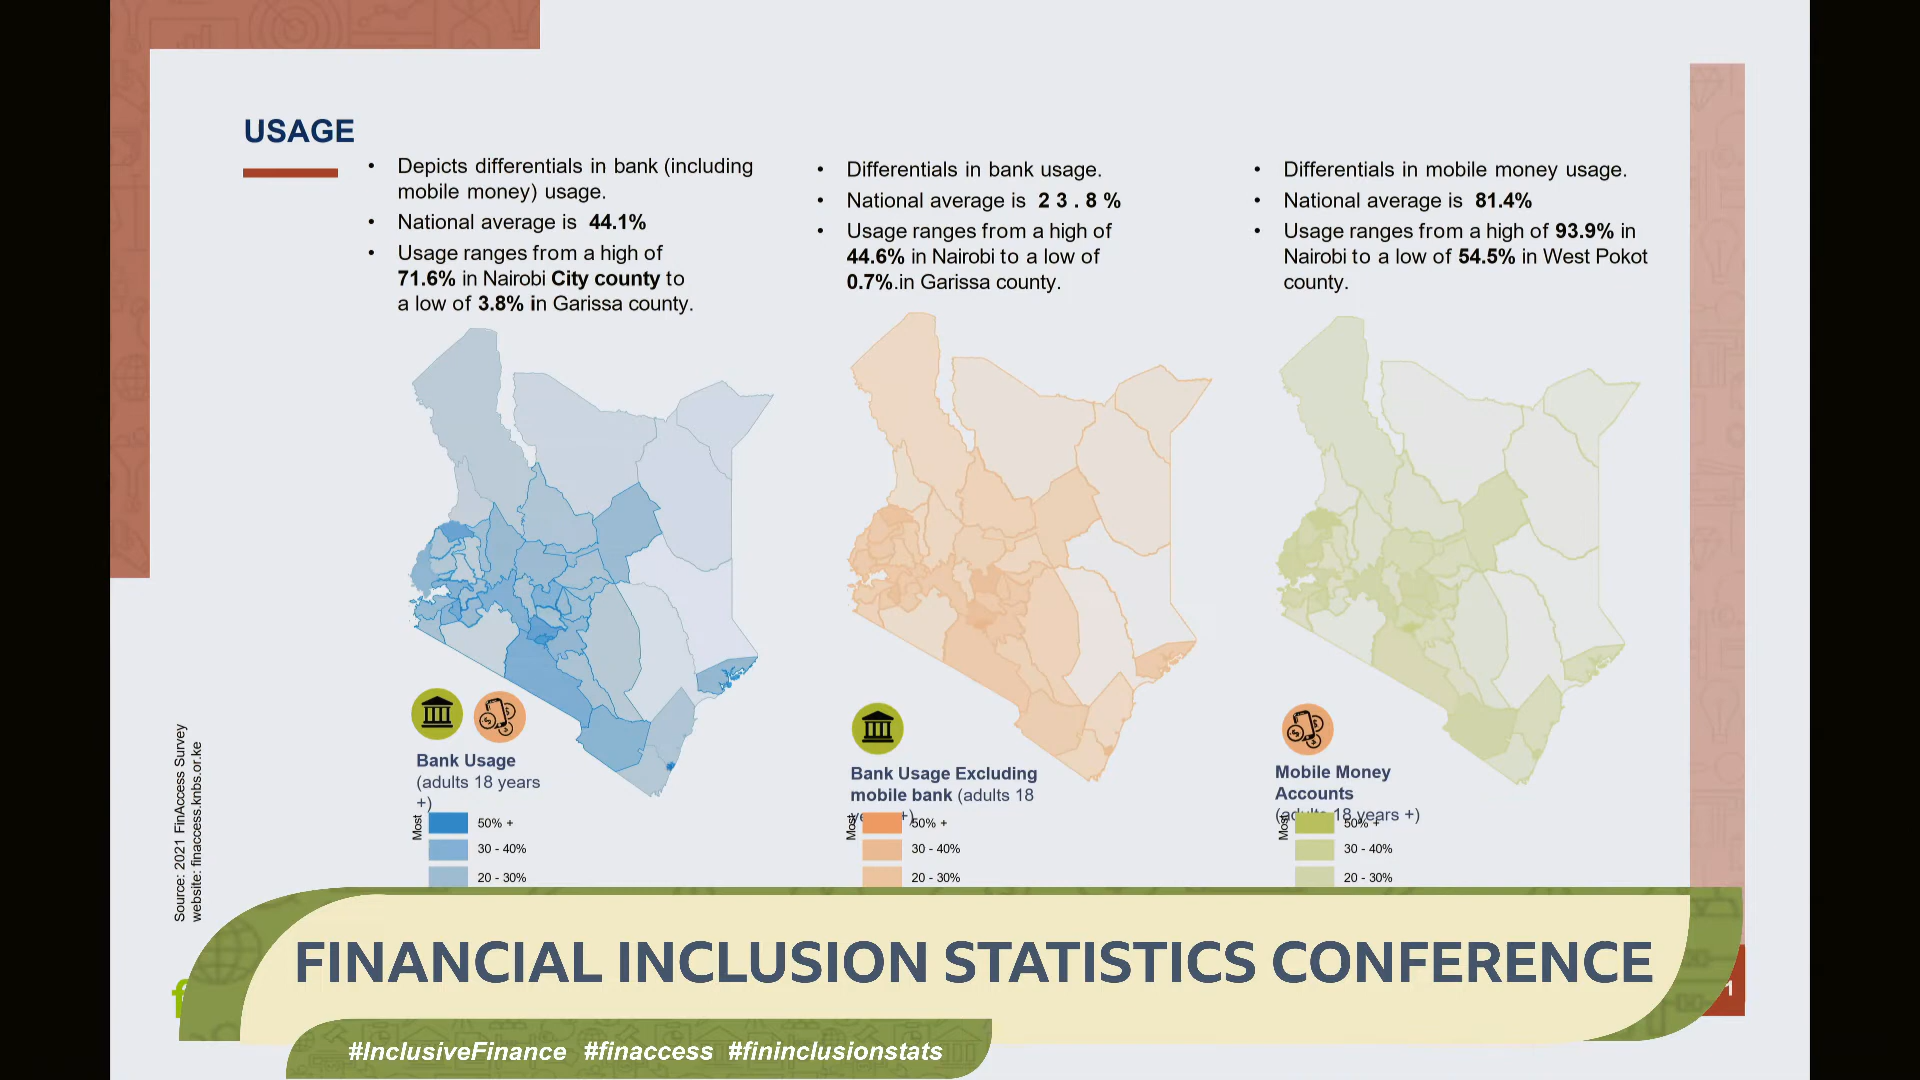 USAGE
• Depicts differentials in bank (including
mobile money) usage.
• National average is 44.1%
• Usage ranges from a high of
71.6% in Nairobi City county to
a low of 3.8% in Garissa county.
• Differentials in bank usage.
• National average is 2 3 . 8 %
• Usage ranges from a high of
44.6% in Nairobi to a low of
0.7%.in Garissa county.
• Differentials in mobile money usage.
• National average is 81.4%
• Usage ranges from a high of 93.9% in
Nairobi to a low of 54.5% in West Pokot
county.
Bank Usage
(adults 18 years
+)
Most
50% +
30 - 40%
20 - 30%
Bank Usage Excluding
mobile bank (adults 18
+)
Most
50% +
30 - 40%
20 - 30%
Mobile Money
Accounts
(adults 18 years +)
Most
50% +
30 - 40%
20 - 30%
Source: 2021 FinAccess Survey
website: finaccess.knbs.or.ke
FINANCIAL INCLUSION STATISTICS CONFERENCE
#InclusiveFinance #finaccess #fininclusionstats